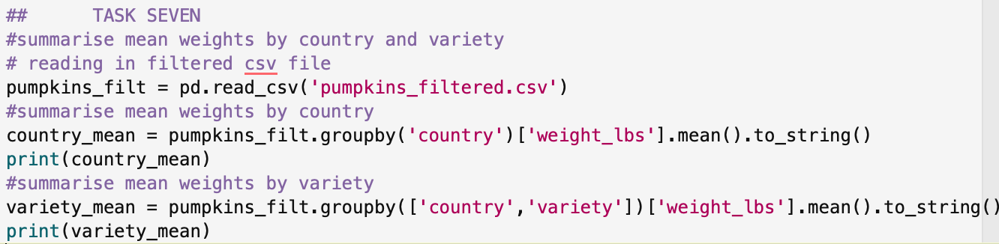 ##      TASK SEVEN
#summarise mean weights by country and variety
# reading in filtered csv file
pumpkins_filt = pd.read_csv('pumpkins_filtered.csv')
#summarise mean weights by country
country_mean = pumpkins_filt.groupby('country')['weight_lbs'].mean().to_string()
print(country_mean)
#summarise mean weights by variety
variety_mean = pumpkins_filt.groupby(['country','variety'])['weight_lbs'].mean().to_string()
print(variety_mean)